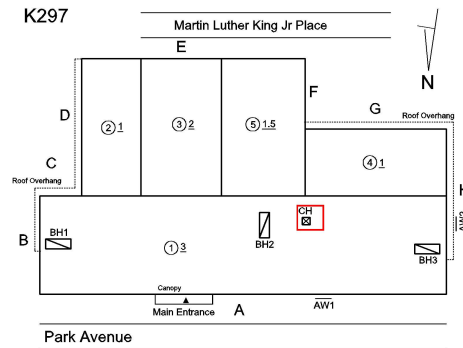 K297
Martin Luther King Jr Place
E
N
D
F
G
Roof Overhang
2 1
3 2
5 1.5
C
4 1
Roof Overhang
H
CH
AW2
B
BH1
BH2
BH3
1 3
Canopy
Main Entrance
A
AW1
Park Avenue